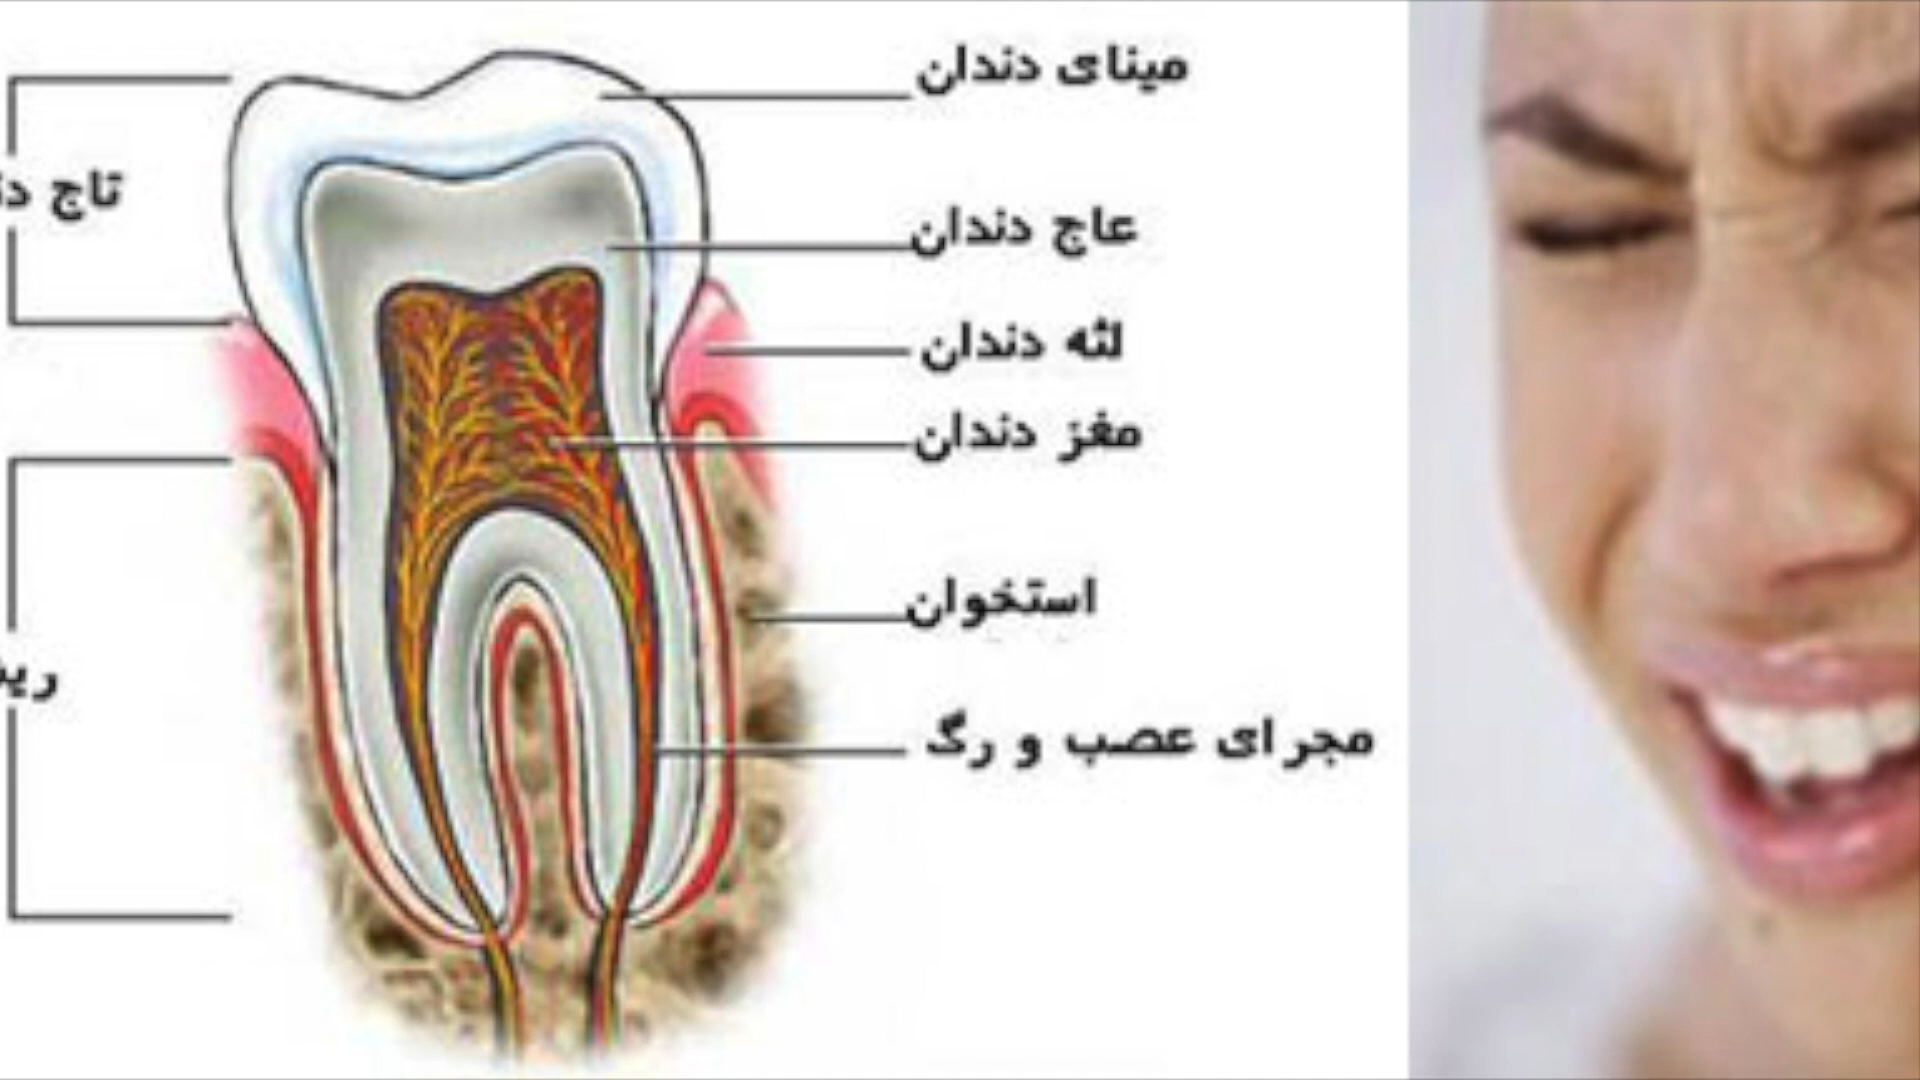 مینای دندان
عاج دندان
لثه دندان
مغز دندان
استخوان
مجرای عصب و رگ
تاج